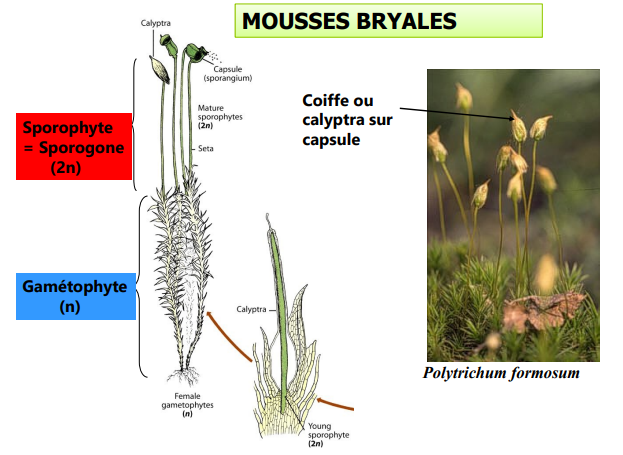 MOUSSES BRYALES
Calyptra
Capsule
(sporangium)
Mature
sporophytes
(2n)
Seta
Sporophyte
= Sporogone
(2n)
Coiffe ou
calyptra sur
capsule
Gamétophyte
(n)
Calyptra
Polytrichum formosum
Female
gametophytes
(n)
Young
sporophyte
(2n)